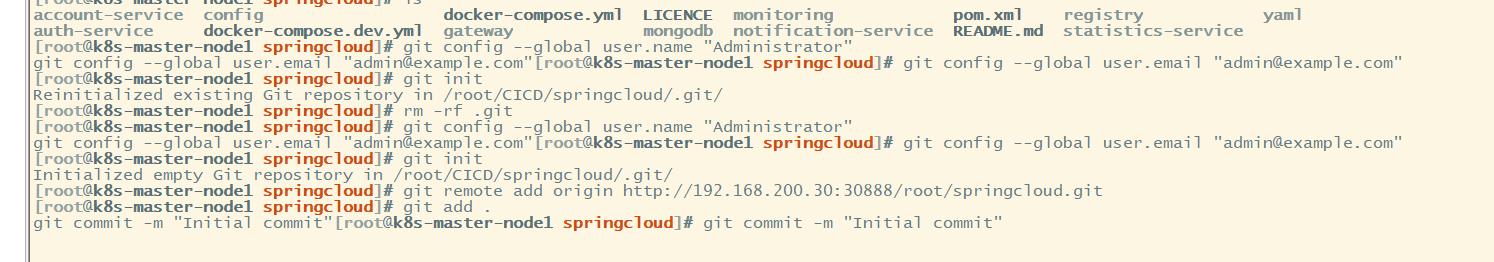 [root@k8s-master-node1 springcloud]# ls
account-service  config                  docker-compose.yml  LICENCE  monitoring            pom.xml    registry            yaml
auth-service     docker-compose.dev.yml  gateway             mongodb  notification-service  README.md  statistics-service
[root@k8s-master-node1 springcloud]# git config --global user.name "Administrator"
git config --global user.email "admin@example.com"[root@k8s-master-node1 springcloud]# git config --global user.email "admin@example.com"
[root@k8s-master-node1 springcloud]# git init
Reinitialized existing Git repository in /root/CICD/springcloud/.git/
[root@k8s-master-node1 springcloud]# rm -rf .git
[root@k8s-master-node1 springcloud]# git config --global user.name "Administrator"
git config --global user.email "admin@example.com"[root@k8s-master-node1 springcloud]# git config --global user.email "admin@example.com"
[root@k8s-master-node1 springcloud]# git init
Initialized empty Git repository in /root/CICD/springcloud/.git/
[root@k8s-master-node1 springcloud]# git remote add origin http://192.168.200.30:30888/root/springcloud.git
[root@k8s-master-node1 springcloud]# git add .
git commit -m "Initial commit"[root@k8s-master-node1 springcloud]# git commit -m "Initial commit"